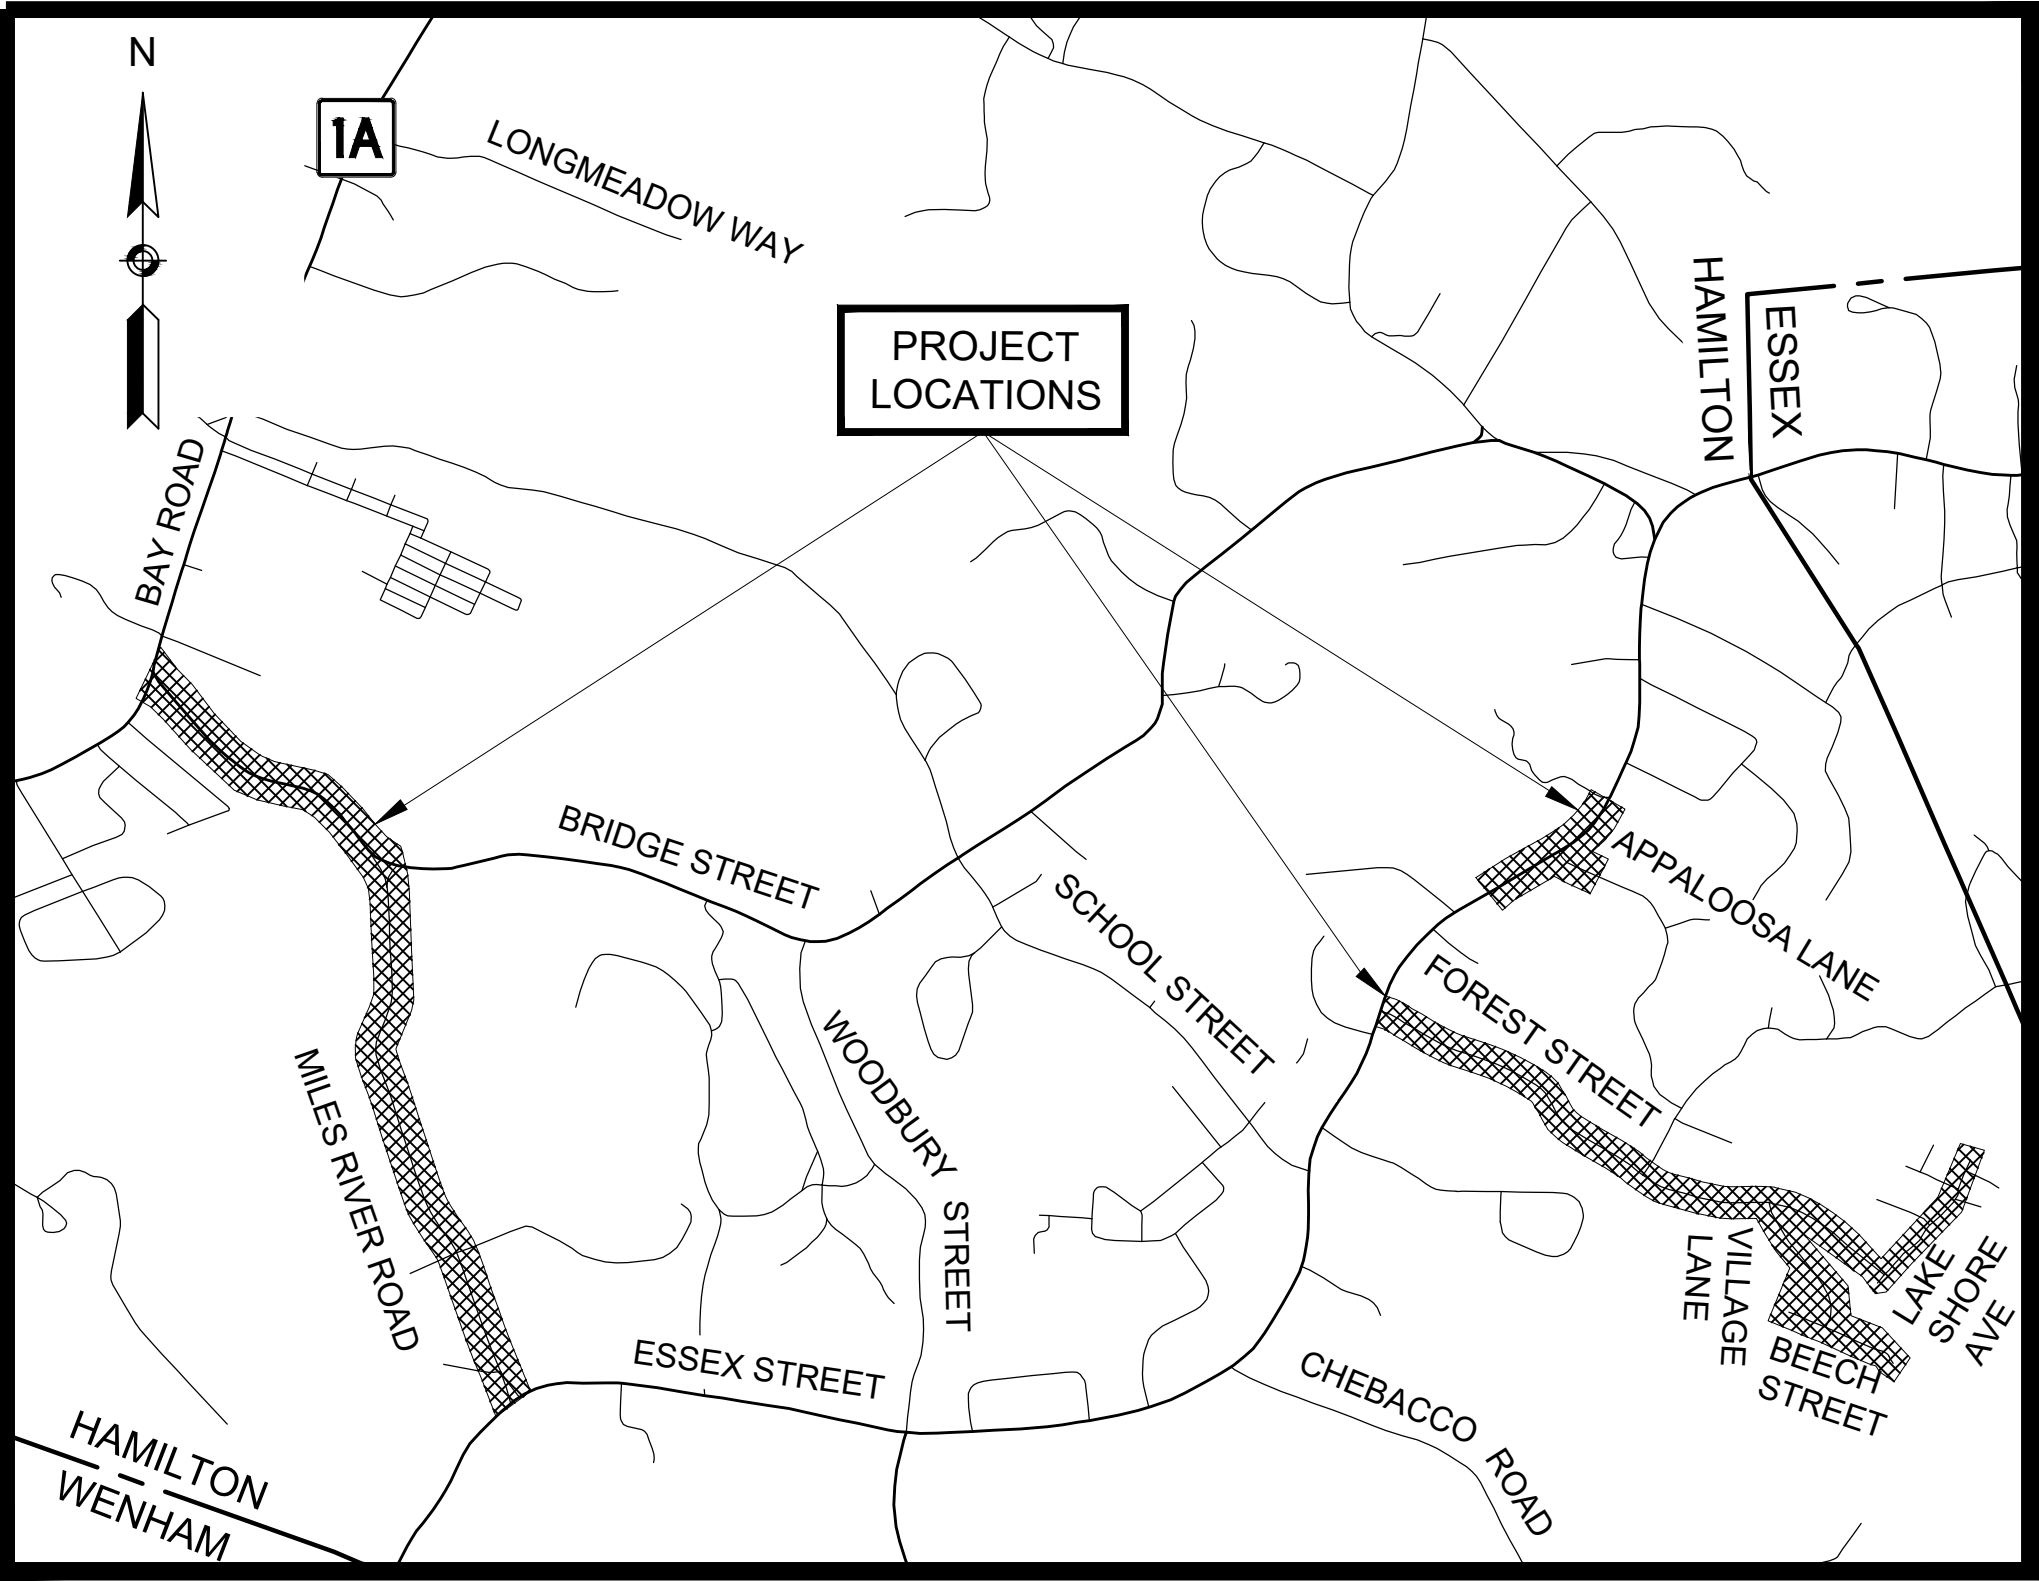 N
1A
LONGMEADOW WAY
HAMILTON
ESSEX
PROJECT
LOCATIONS
BAY ROAD
BRIDGE STREET
SCHOOL STREET
APPALOOSA LANE
FOREST STREET
WOODBURY STREET
MILES RIVER ROAD
VILLAGE
LANE
LAKE
SHORE
AVE
BEECH
STREET
ESSEX STREET
CHEBACCO ROAD
HAMILTON
WENHAM